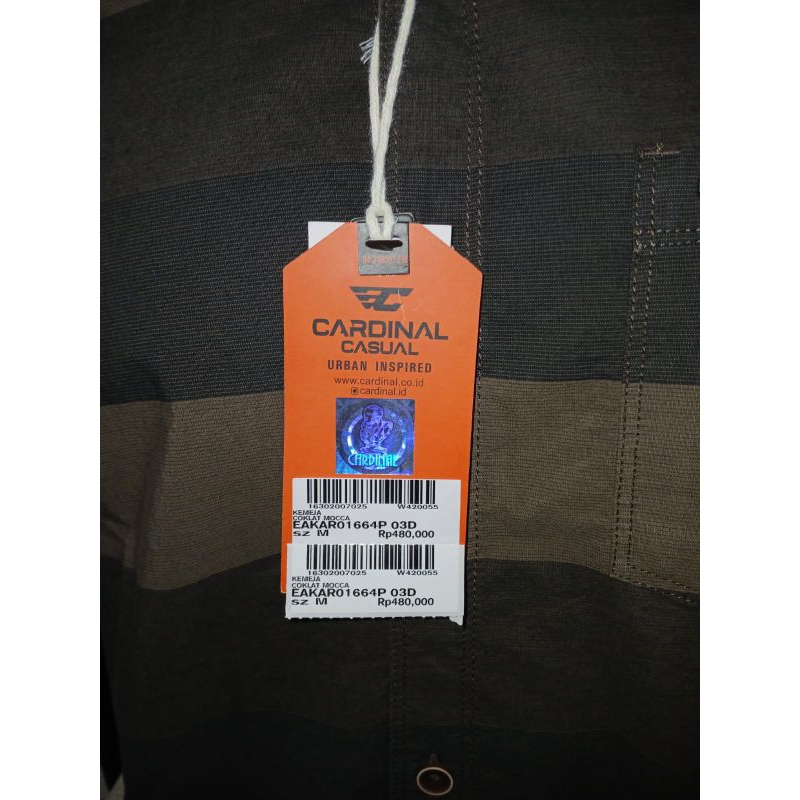 CARDINAL
CASUAL
URBAN INSPIRED
www.cardinal.co.id
cardinal.id
CARDINAL
16302007025 W420055
KEMEJA
COKLAT MOCCA
EAKAR01664P 03D
SZ M Rp480,000
16302007025 W420055
KEMEJA
COKLAT MOCCA
EAKAR01664P 03D
SZ M Rp480,000